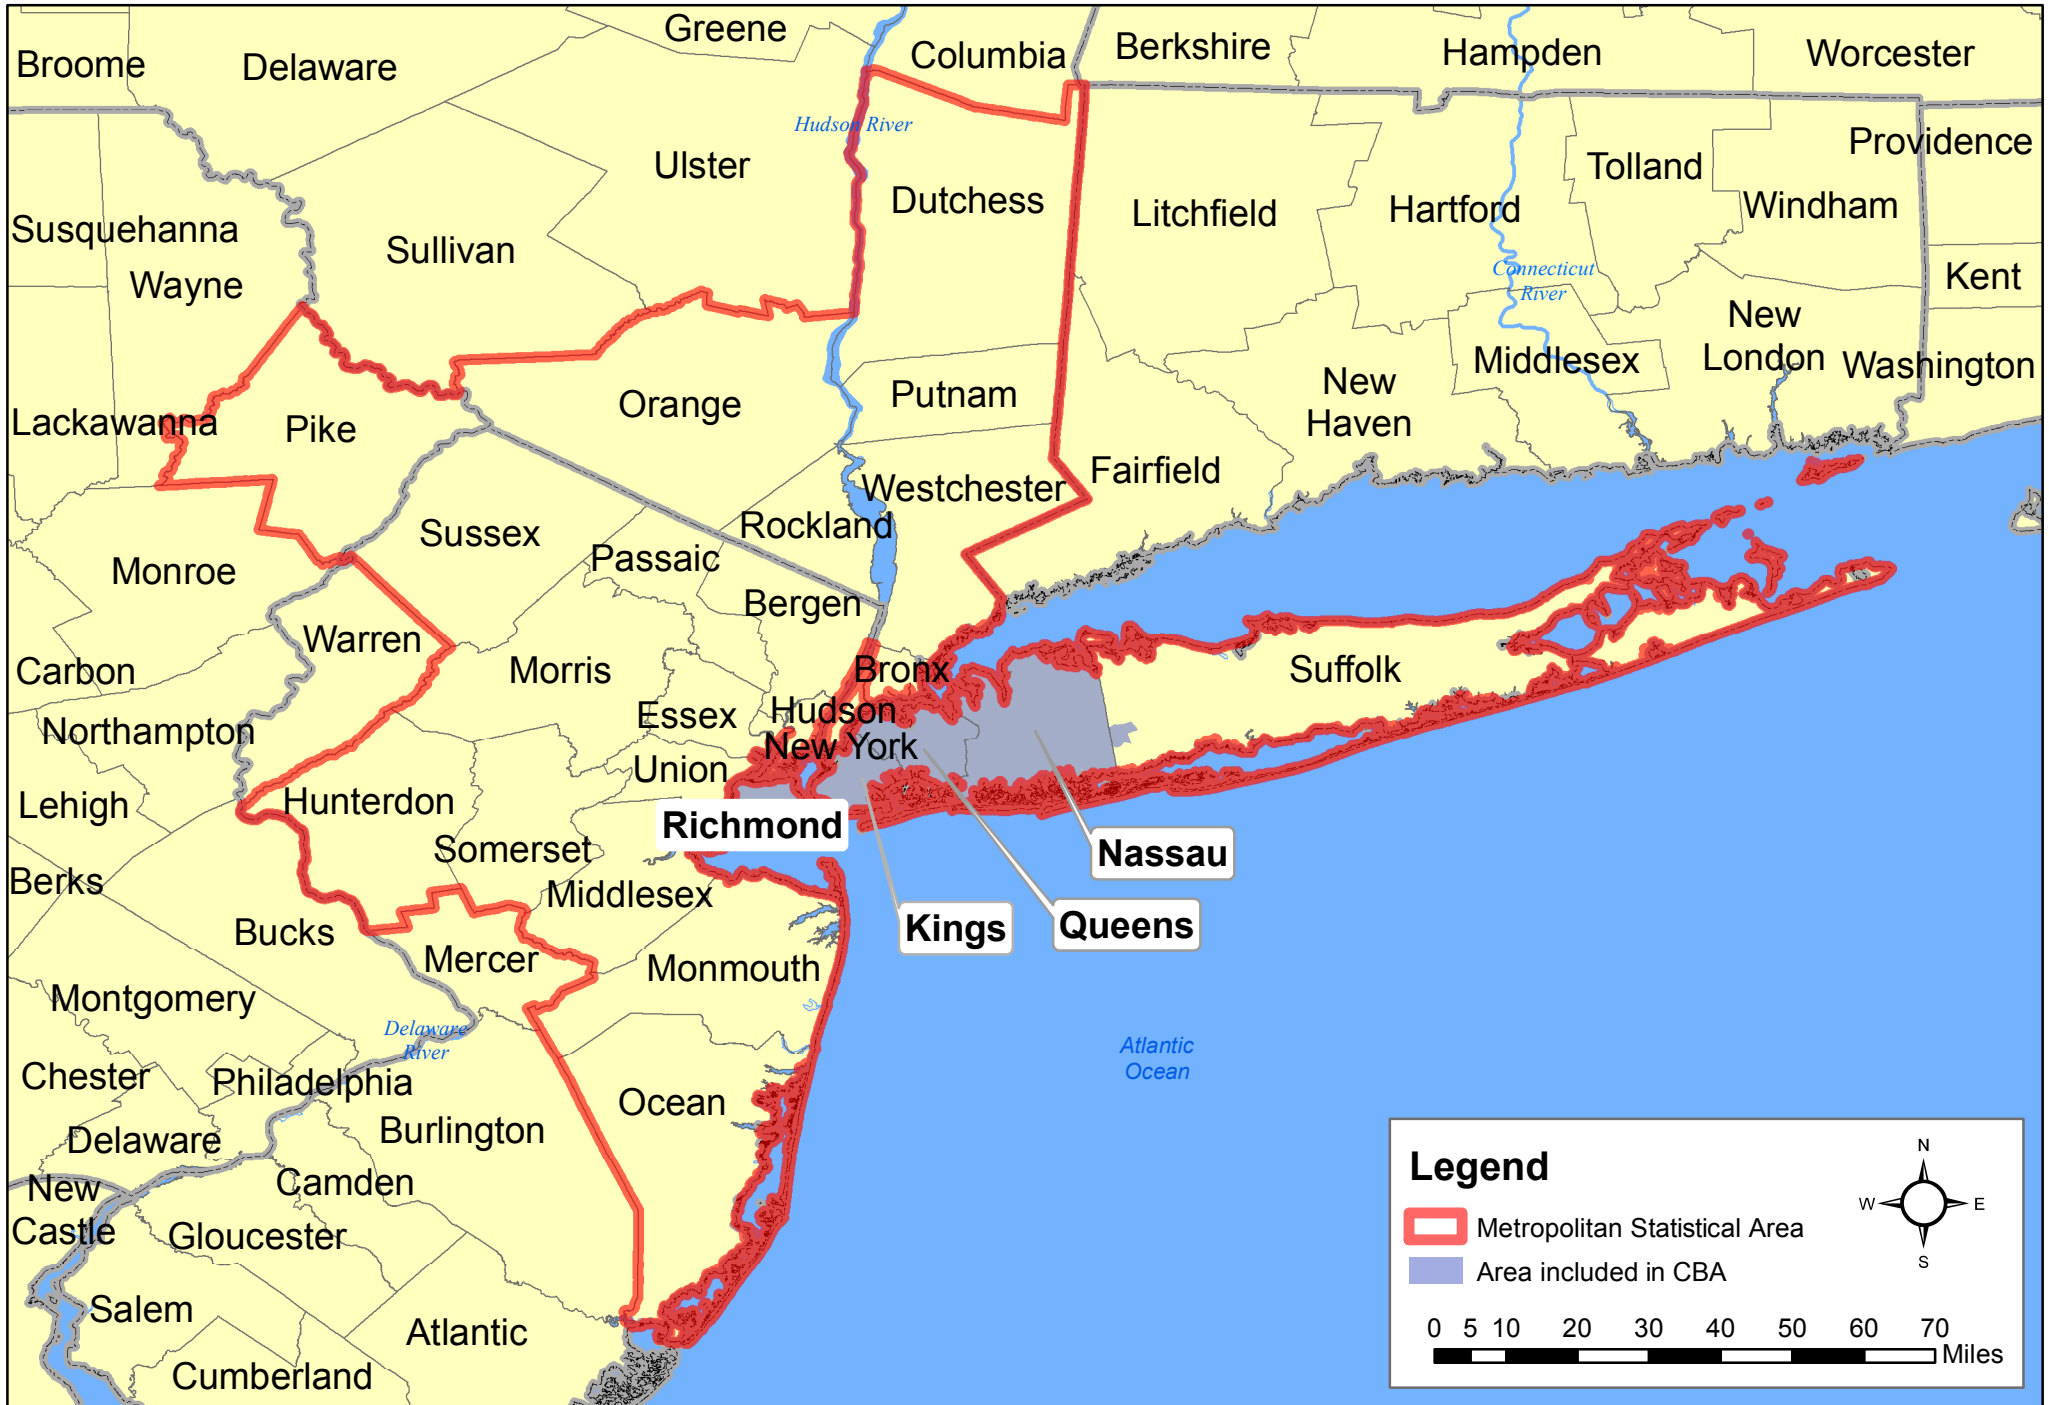 Greene
Broome
Delaware
Columbia
Berkshire
Hampden
Worcester
Hudson River
Ulster
Dutchess
Litchfield
Hartford
Tolland
Windham
Providence
Susquehanna
Wayne
Sullivan
Connecticut
River
Kent
New
London
Middlesex
Washington
New
Haven
Putnam
Orange
Lackawanna
Pike
Fairfield
Westchester
Rockland
Sussex
Passaic
Monroe
Bergen
Warren
Carbon
Morris
Bronx
Suffolk
Essex
Hudson
Northampton
New York
Union
Lehigh
Hunterdon
Richmond
Somerset
Nassau
Berks
Middlesex
Kings
Queens
Bucks
Mercer
Monmouth
Montgomery
Delaware
River
Atlantic
Ocean
Chester
Philadelphia
Ocean
Delaware
Burlington
Camden
New
Castle
Gloucester
Salem
Atlantic
Cumberland
Legend
Metropolitan Statistical Area
Area included in CBA
N
W E
S
0 5 10 20 30 40 50 60 70
Miles